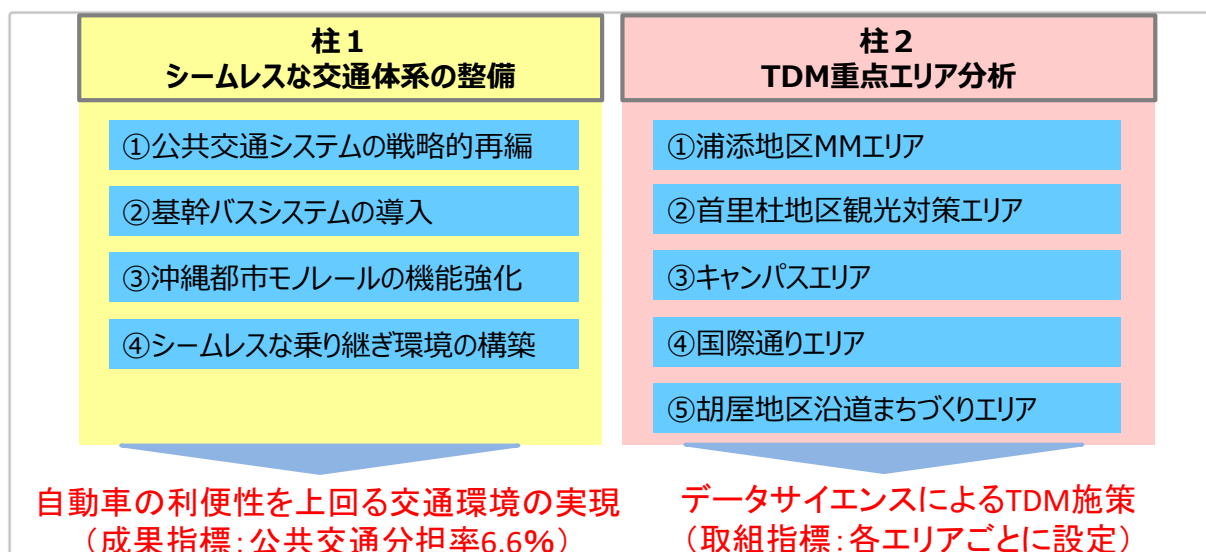 柱1
シームレスな交通体系の整備
①公共交通システムの戦略的再編
②基幹バスシステムの導入
③沖縄都市モノレールの機能強化
④シームレスな乗り継ぎ環境の構築
自動車の利便性を上回る交通環境の実現
(成果指標:公共交通分担率6.6%)
柱2
TDM重点エリア分析
①浦添地区MMエリア
②首里杜地区観光対策エリア
③キャンパスエリア
④国際通りエリア
⑤胡屋地区沿道まちづくりエリア
データサイエンスによるTDM施策
(取組指標:各エリアごとに設定)